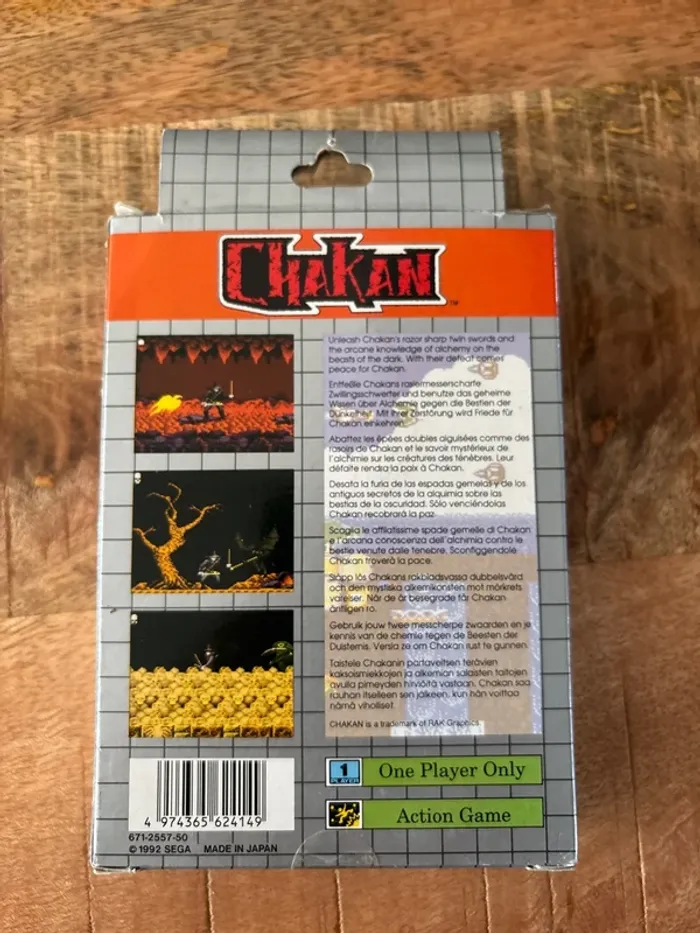 CHAKAN
TM
Unleash Chakan's razor sharp twin swords and
the arcane knowledge of alchemy on the
beasts of the dark. With their defeat comes
peace for Chakan.
Entfeßle Chakans rasiermesserscharfe
Zwillingsschwerter und benutze das geheime
Wissen über Alchemie gegen die Bestien der
Dunkelheit. Mit ihrer Zerstörung wird Friede für
Chakan einkehren.
Abattez les épées doubles aiguisées comme des
rasoirs de Chakan et le savoir mystérieux de
l'alchimie sur les créatures des ténèbres. Leur
défaite rendra la paix à Chakan.
Desata la furia de las espadas gemelas y de los
antiguos secretos de la alquimia sobre las
bestias de la oscuridad. Sólo venciéndolas
Chakan recobrará la paz.
Scaglia le affilatissime spade gemelle di Chakan
e l'arcana conoscenza dell'alchimia contro le
bestie venute dalle tenebre. Sconfiggendole
Chakan troverà la pace.
Släpp lös Chakans rakbladsvassa dubbelsvärd
och den mystiska alkemikonsten mot mörkrets
varelser. När de är besegrade får Chakan
äntligen ro.
Gebruik jouw twee messcherpe zwaarden en je
kennis van de chemie tegen de Beesten der
Duisternis. Versla ze om Chakan rust te gunnen.
Taistele Chakanin partaveitsen terävien
kaksoismiekkojen ja alkemian salaisten taitojen
avulla pimeyden hirviöitä vastaan. Chakan saa
rauhan itselleen sen jälkeen, kun hän voittaa
nämä viholliset.
CHAKAN is a trademark of RAK Graphics.
4 974365 624149
671-2557-50
© 1992 SEGA MADE IN JAPAN
1
PLAYER
One Player Only
Action Game